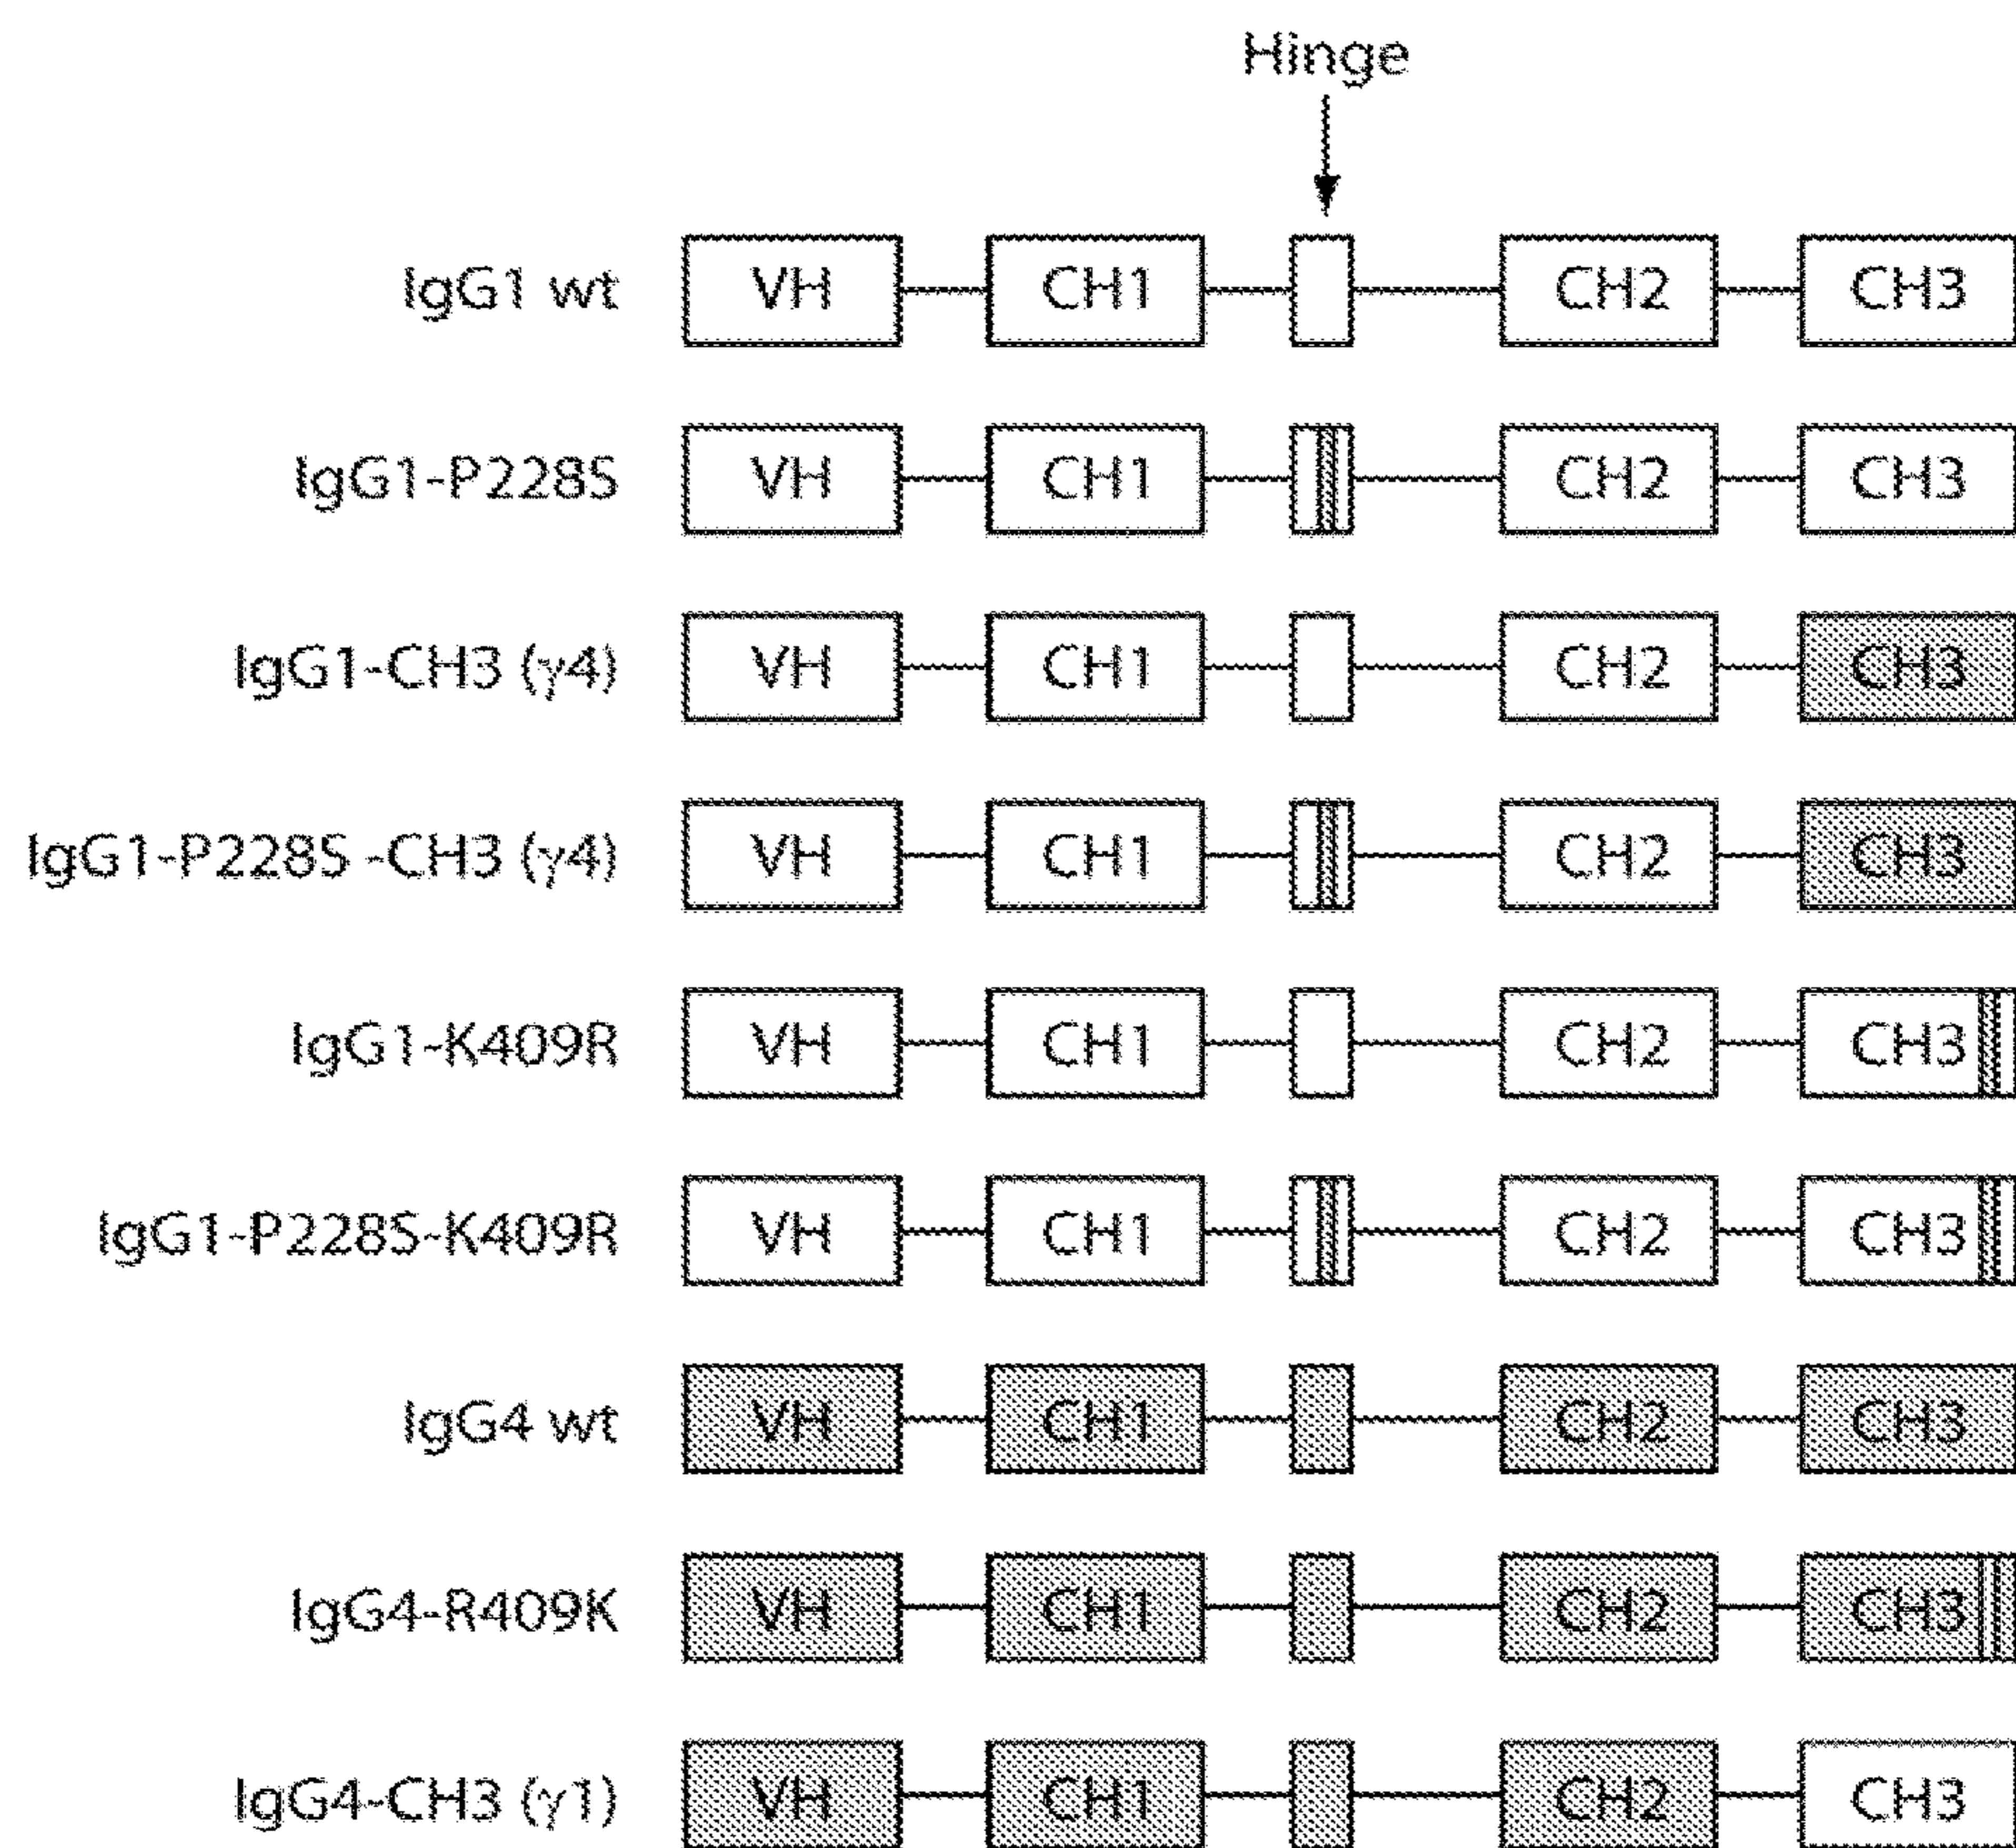 Hinge
IgG1 wt VH CH1 CH2 CH3
IgG1-P228S VH CH1 CH2 CH3
IgG1-CH3 (γ4) VH CH1 CH2 CH3
IgG1-P228S -CH3 (γ4) VH CH1 CH2 CH3
IgG1-K409R VH CH1 CH2 CH3
IgG1-P228S-K409R VH CH1 CH2 CH3
IgG4 wt VH CH1 CH2 CH3
IgG4-R409K VH CH1 CH2 CH3
IgG4-CH3 (γ1) VH CH1 CH2 CH3